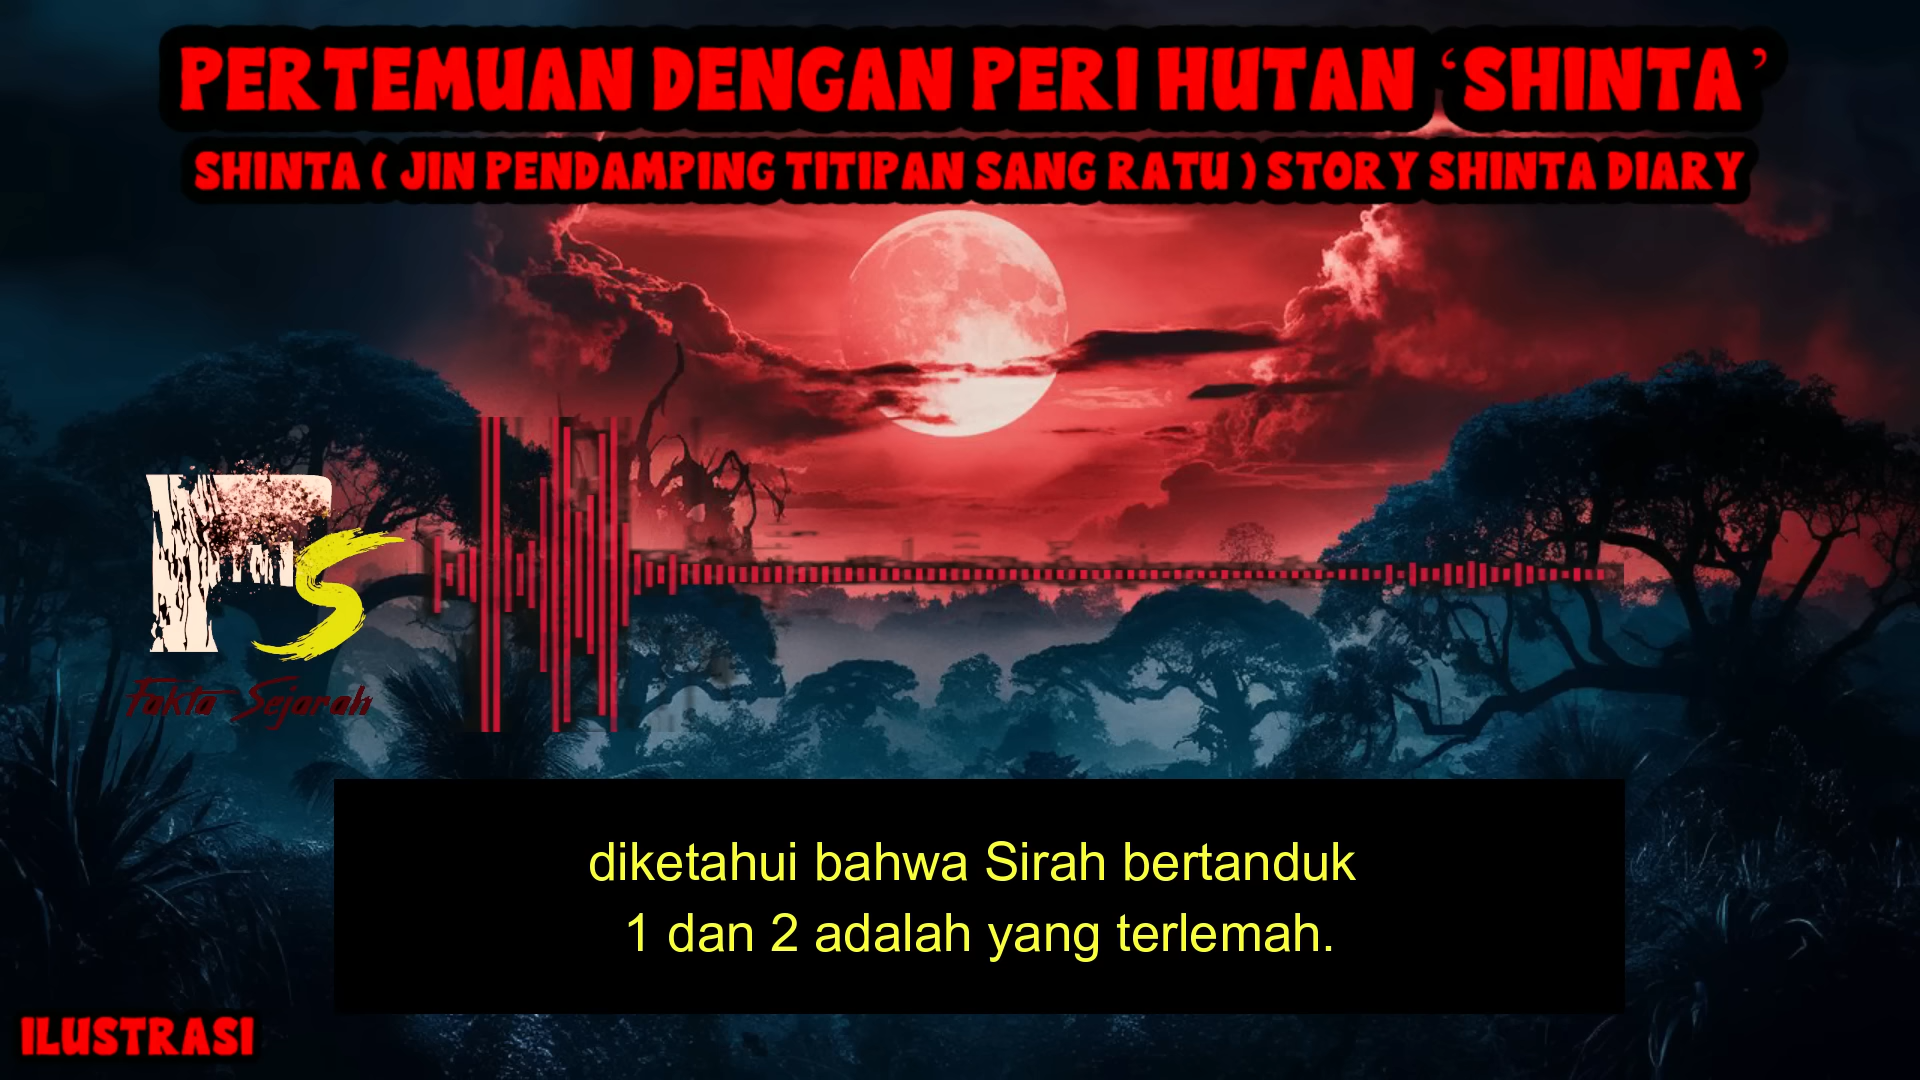 PERTEMUAN DENGAN PERI HUTAN ‘SHINTA’
SHINTA ( JIN PENDAMPING TITIPAN SANG RATU ) STORY SHINTA DIARY
FS
Fakta Sejarah
diketahui bahwa Sirah bertanduk
1 dan 2 adalah yang terlemah.
ILUSTRASI